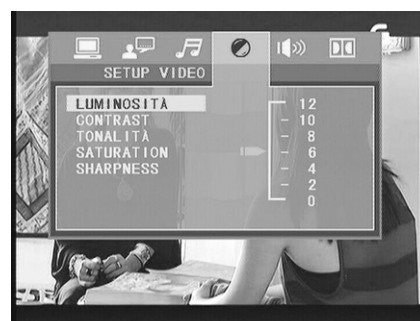 SETUP VIDEO
LUMINOSITÀ
CONTRAST
TONALITÀ
SATURATION
SHARPNESS
12
10
8
6
4
2
0